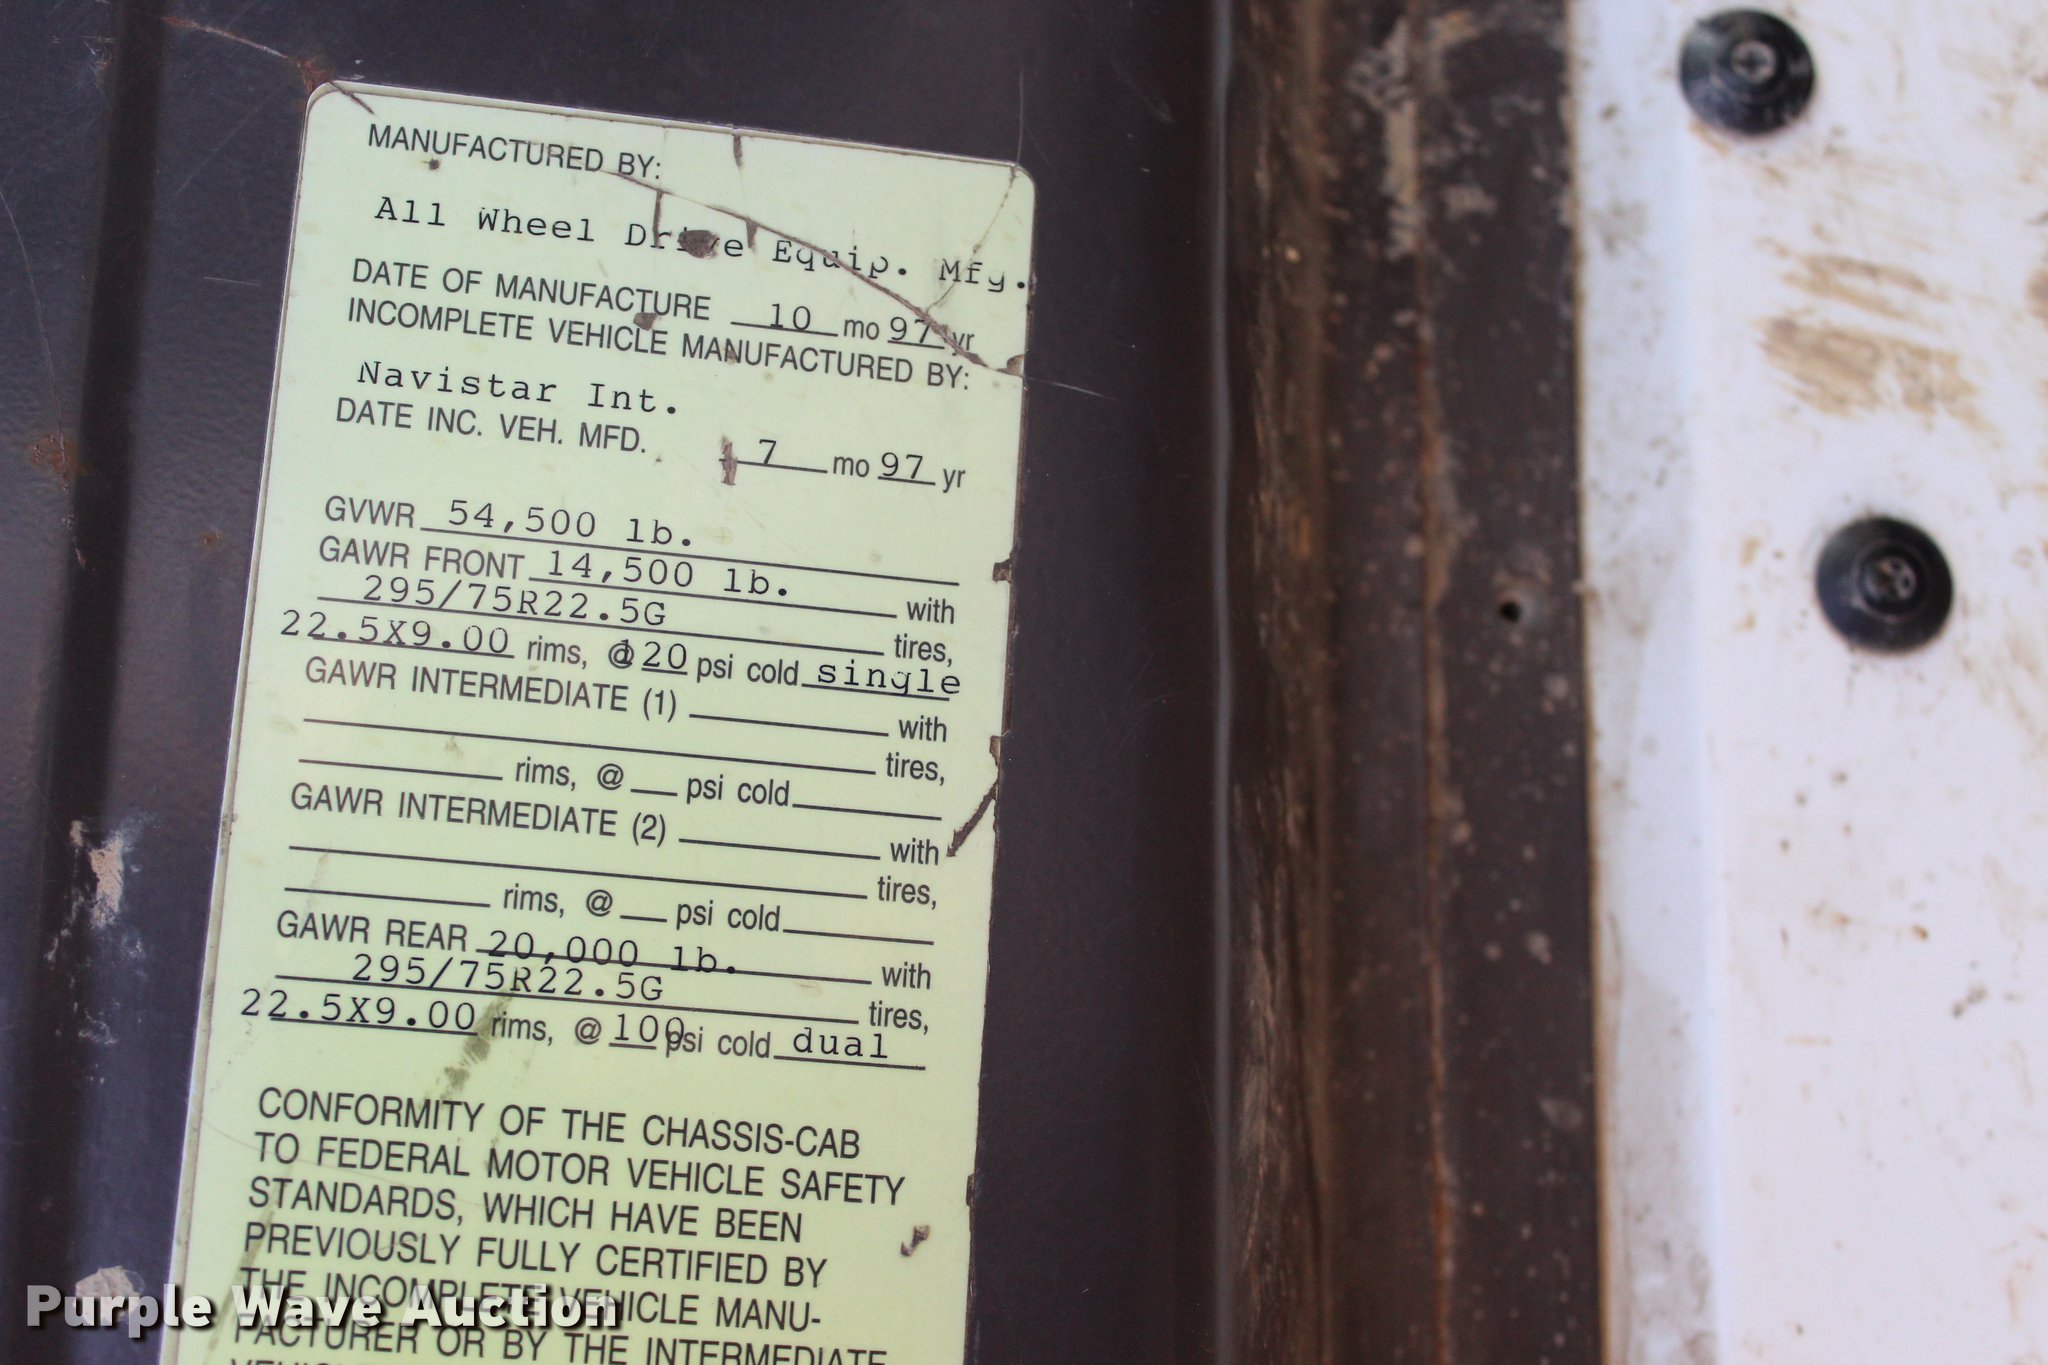 MANUFACTURED BY:
All Wheel Drive Equip. Mfg.
DATE OF MANUFACTURE 10 mo 97 yr
INCOMPLETE VEHICLE MANUFACTURED BY:
Navistar Int.
DATE INC. VEH. MFD. 7 mo 97 yr
GVWR 54,500 lb.
GAWR FRONT 14,500 lb. with
295/75R22.5G tires,
22.5X9.00 rims, @ 120 psi cold single
GAWR INTERMEDIATE (1) with
tires,
rims, @ psi cold
GAWR INTERMEDIATE (2) with
tires,
rims, @ psi cold
GAWR REAR 20,000 lb. with
295/75R22.5G tires,
22.5X9.00 rims, @ 100 psi cold dual
CONFORMITY OF THE CHASSIS-CAB
TO FEDERAL MOTOR VEHICLE SAFETY
STANDARDS, WHICH HAVE BEEN
PREVIOUSLY FULLY CERTIFIED BY
THE INCOMPLETE VEHICLE MANU-
FACTURER OR BY THE INTERMEDIATE
Purple Wave Auction